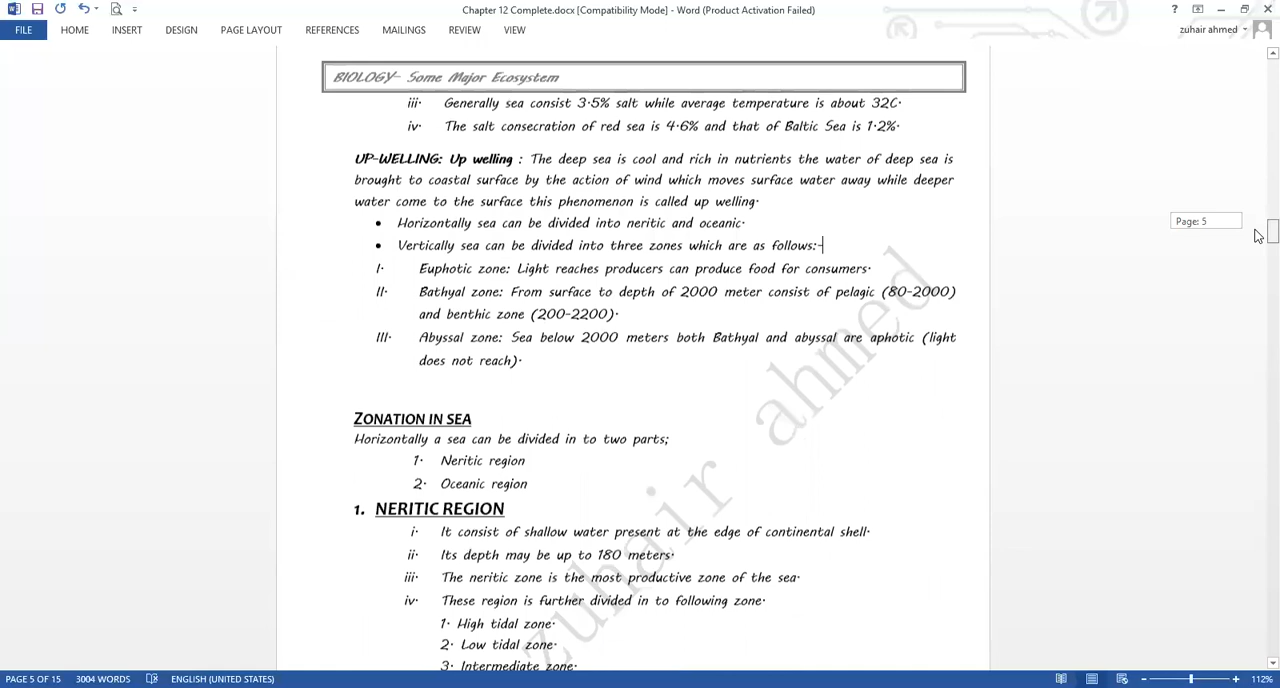 Chapter 12 Complete.docx [Compatibility Mode] - Word (Product Activation Failed)
FILE HOME INSERT DESIGN PAGE LAYOUT REFERENCES MAILINGS REVIEW VIEW zuhair ahmed
BIOLOGY- Some Major Ecosystem
iii. Generally sea consist 3.5% salt while average temperature is about 32C.
iv. The salt consecration of red sea is 4.6% and that of Baltic Sea is 1.2%.
UP-WELLING: Up welling : The deep sea is cool and rich in nutrients the water of deep sea is
brought to coastal surface by the action of wind which moves surface water away while deeper
water come to the surface this phenomenon is called up welling.
• Horizontally sea can be divided into neritic and oceanic.
• Vertically sea can be divided into three zones which are as follows:-
I. Euphotic zone: Light reaches producers can produce food for consumers.
II. Bathyal zone: From surface to depth of 2000 meter consist of pelagic (80-2000)
and benthic zone (200-2200).
III. Abyssal zone: Sea below 2000 meters both Bathyal and abyssal are aphotic (light
does not reach).
ZONATION IN SEA
Horizontally a sea can be divided in to two parts;
1. Neritic region
2. Oceanic region
1. NERITIC REGION
i. It consist of shallow water present at the edge of continental shell.
ii. Its depth may be up to 180 meters.
iii. The neritic zone is the most productive zone of the sea.
iv. These region is further divided in to following zone.
1. High tidal zone.
2. Low tidal zone.
3. Intermediate zone.
zuhair ahmed
Page: 5
PAGE 5 OF 15 3004 WORDS ENGLISH (UNITED STATES) 112%